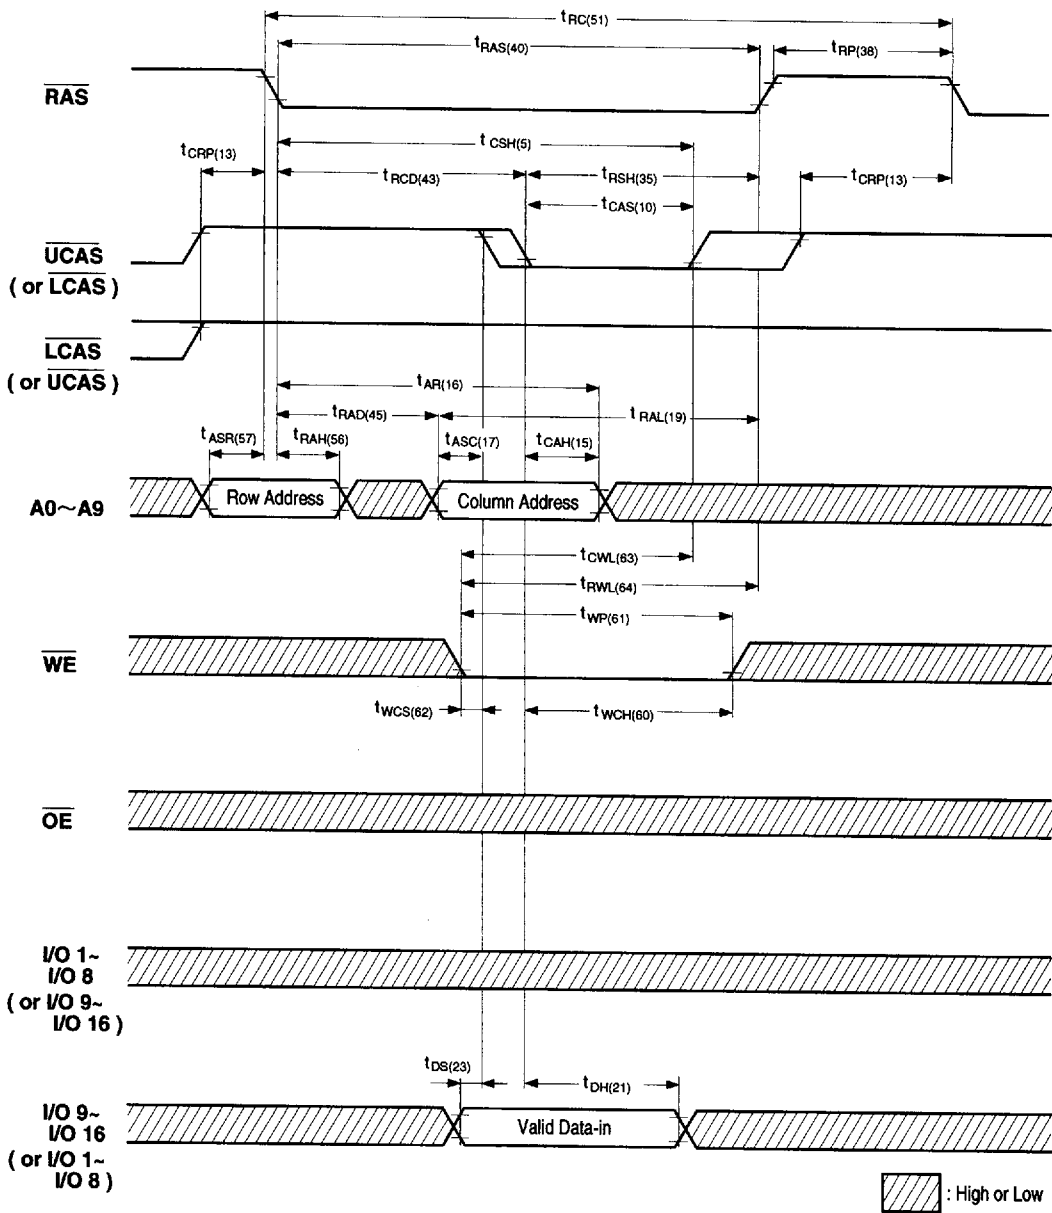 tRC(51)
tRAS(40)
tRP(38)
RAS
tCSH(5)
tCRP(13)
tRCD(43)
tRSH(35)
tCRP(13)
tCAS(10)
UCAS
( or LCAS )
LCAS
( or UCAS )
tAR(16)
tRAD(45)
tRAL(19)
tASR(57)
tRAH(56)
tASC(17)
tCAH(15)
A0~A9
Row Address
Column Address
tCWL(63)
tRWL(64)
tWP(61)
WE
tWCS(62)
tWCH(60)
OE
I/O 1~
I/O 8
( or I/O 9~
I/O 16 )
tDS(23)
tDH(21)
I/O 9~
I/O 16
( or I/O 1~
I/O 8 )
Valid Data-in
: High or Low